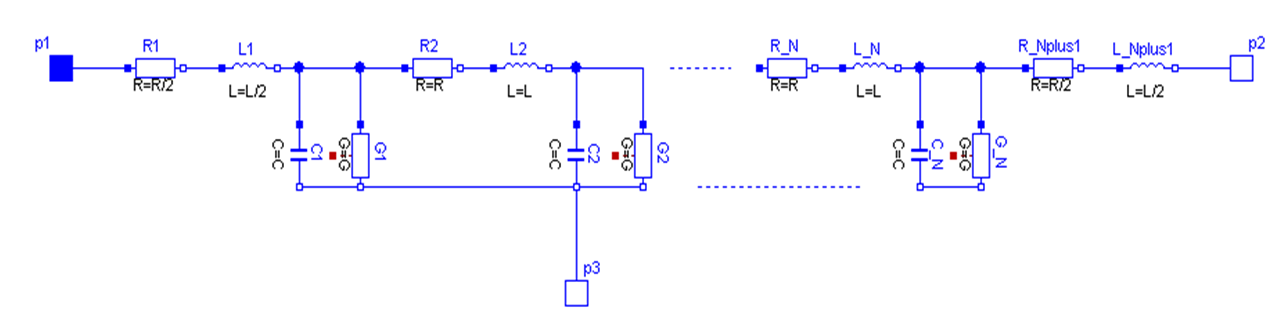 p1
R1
R=R/2
L1
L=L/2
C1
C=C
G1
G=G
R2
R=R
L2
L=L
C2
C=C
G2
G=G
R_N
R=R
L_N
L=L
C_N
C=C
G_N
G=G
R_Nplus1
R=R/2
L_Nplus1
L=L/2
p2
p3